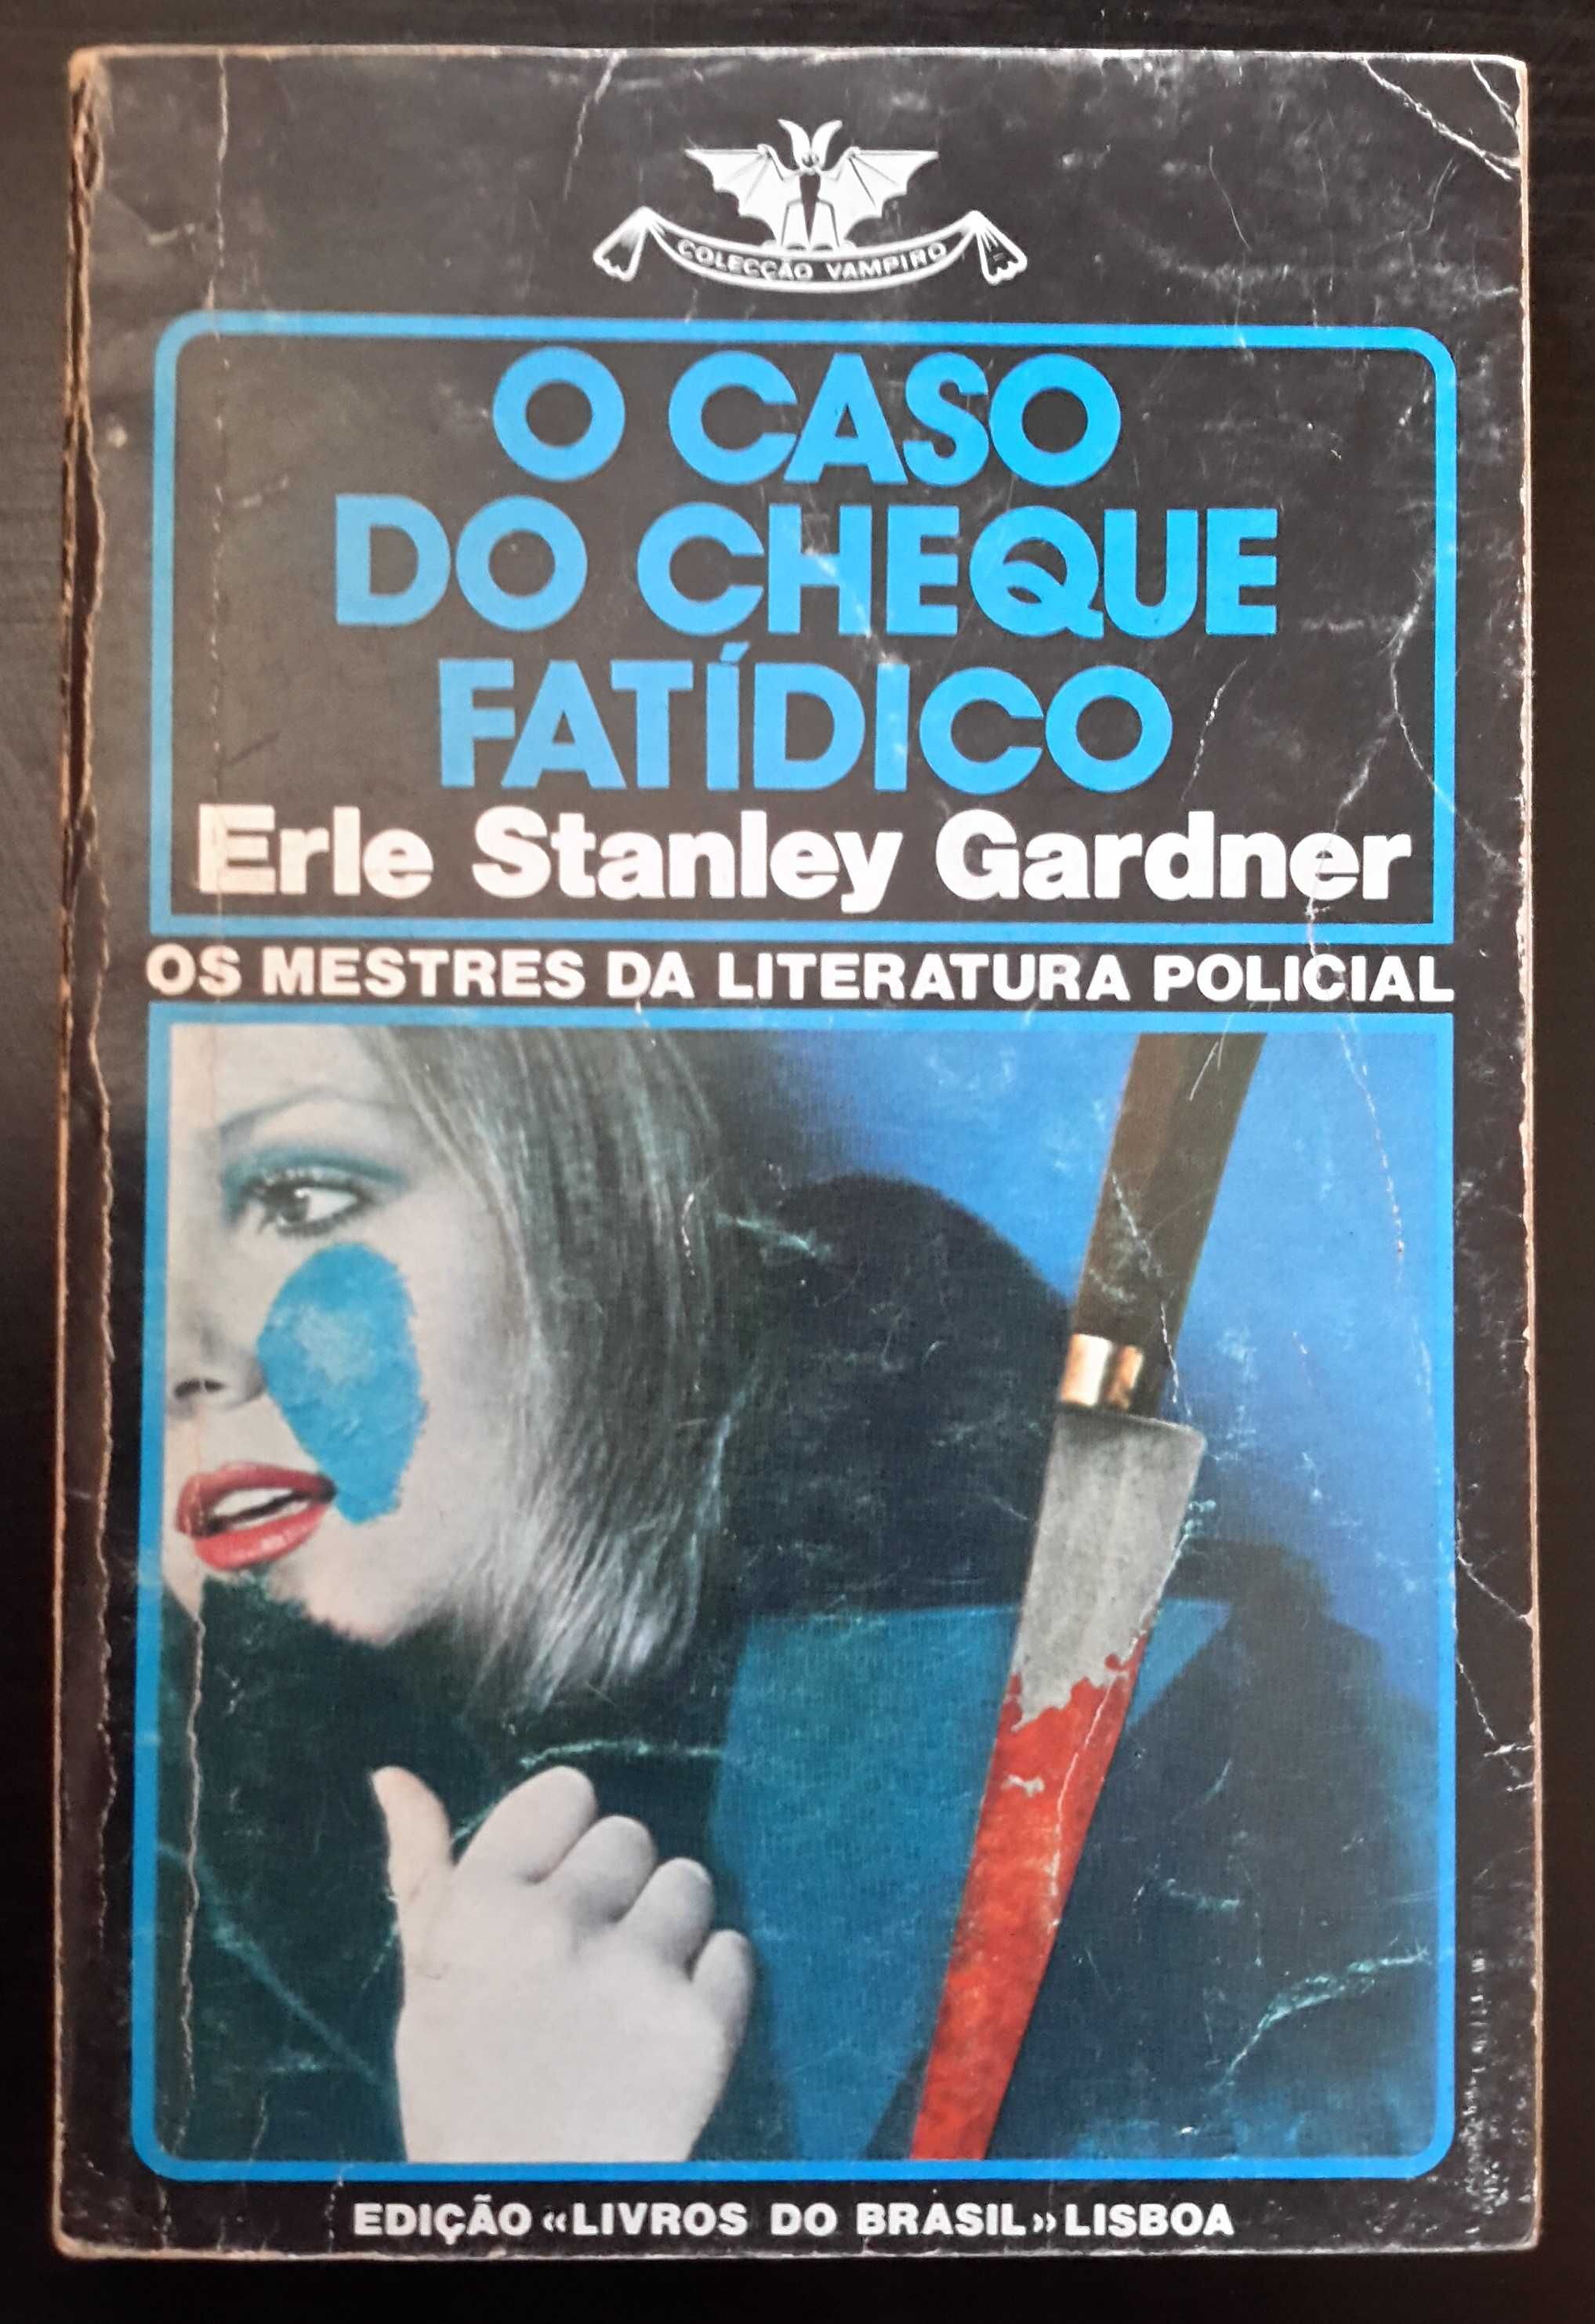 COLECÇÃO VAMPIRO
O CASO
DO CHEQUE
FATÍDICO
Erle Stanley Gardner
OS MESTRES DA LITERATURA POLICIAL
EDIÇÃO «LIVROS DO BRASIL» LISBOA